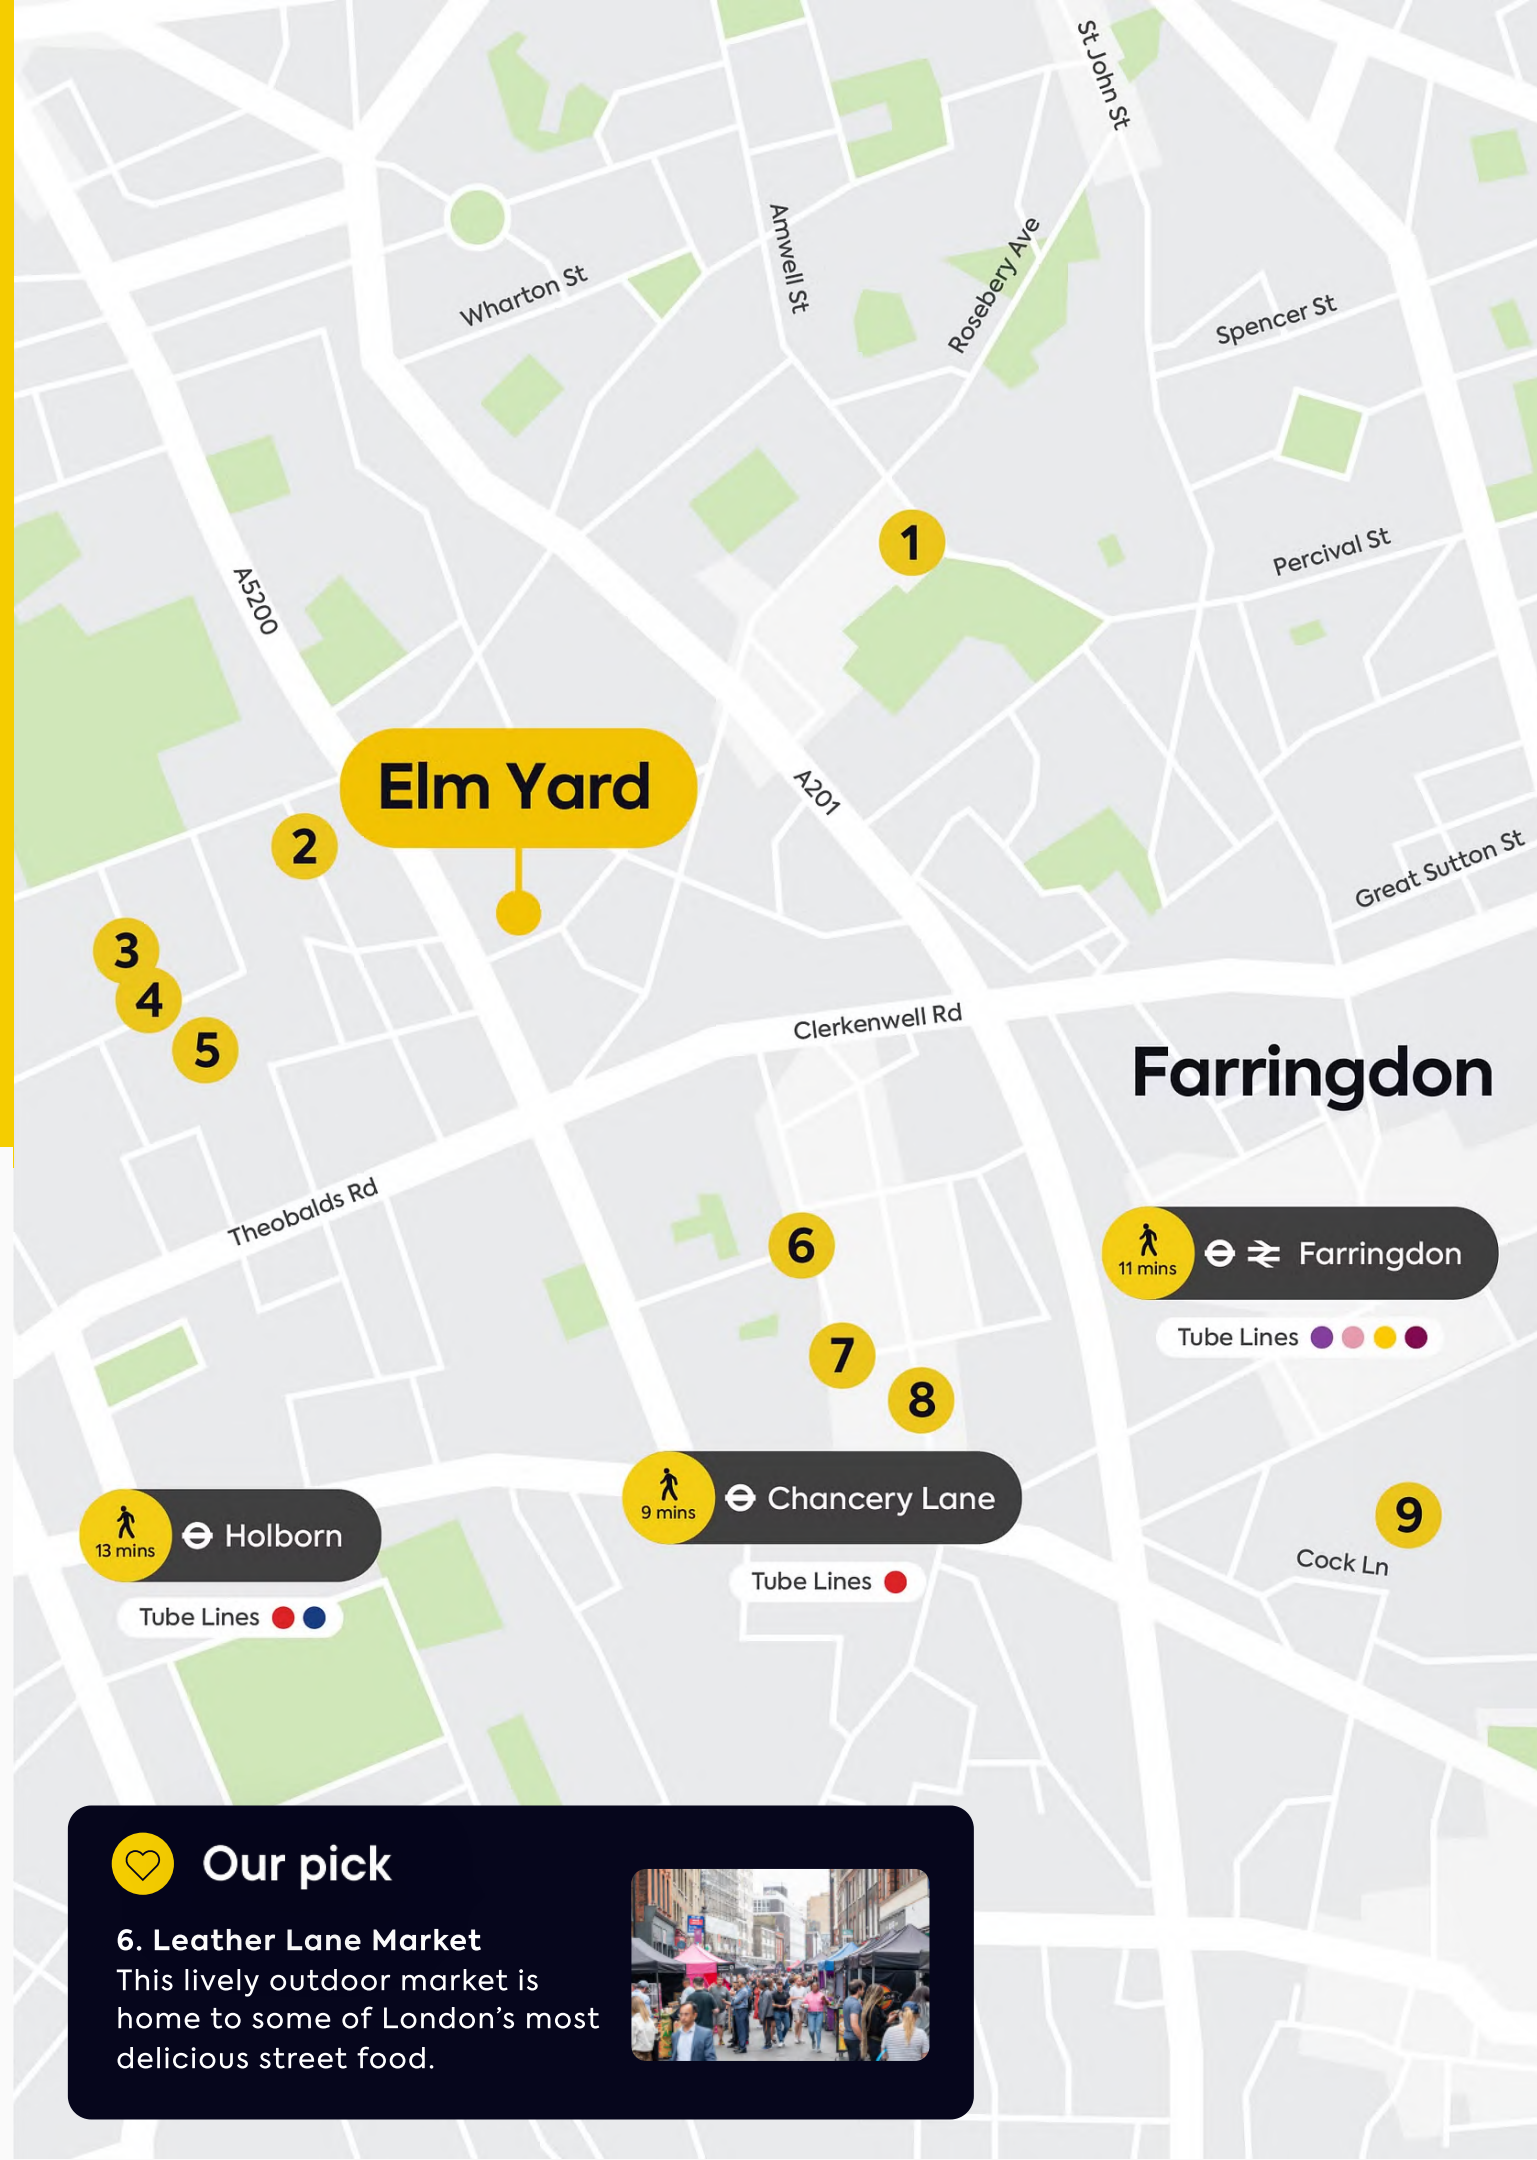 St John St
Amwell St
Rosebery Ave
Wharton St
Spencer St
1
Percival St
A5200
Elm Yard
A201
2
Great Sutton St
3
4
5
Clerkenwell Rd
Farringdon
Theobalds Rd
6
11 mins
Farringdon
Tube Lines
7
8
9 mins
Chancery Lane
Tube Lines
13 mins
Holborn
Tube Lines
9
Cock Ln
Our pick
6. Leather Lane Market
This lively outdoor market is
home to some of London’s most
delicious street food.